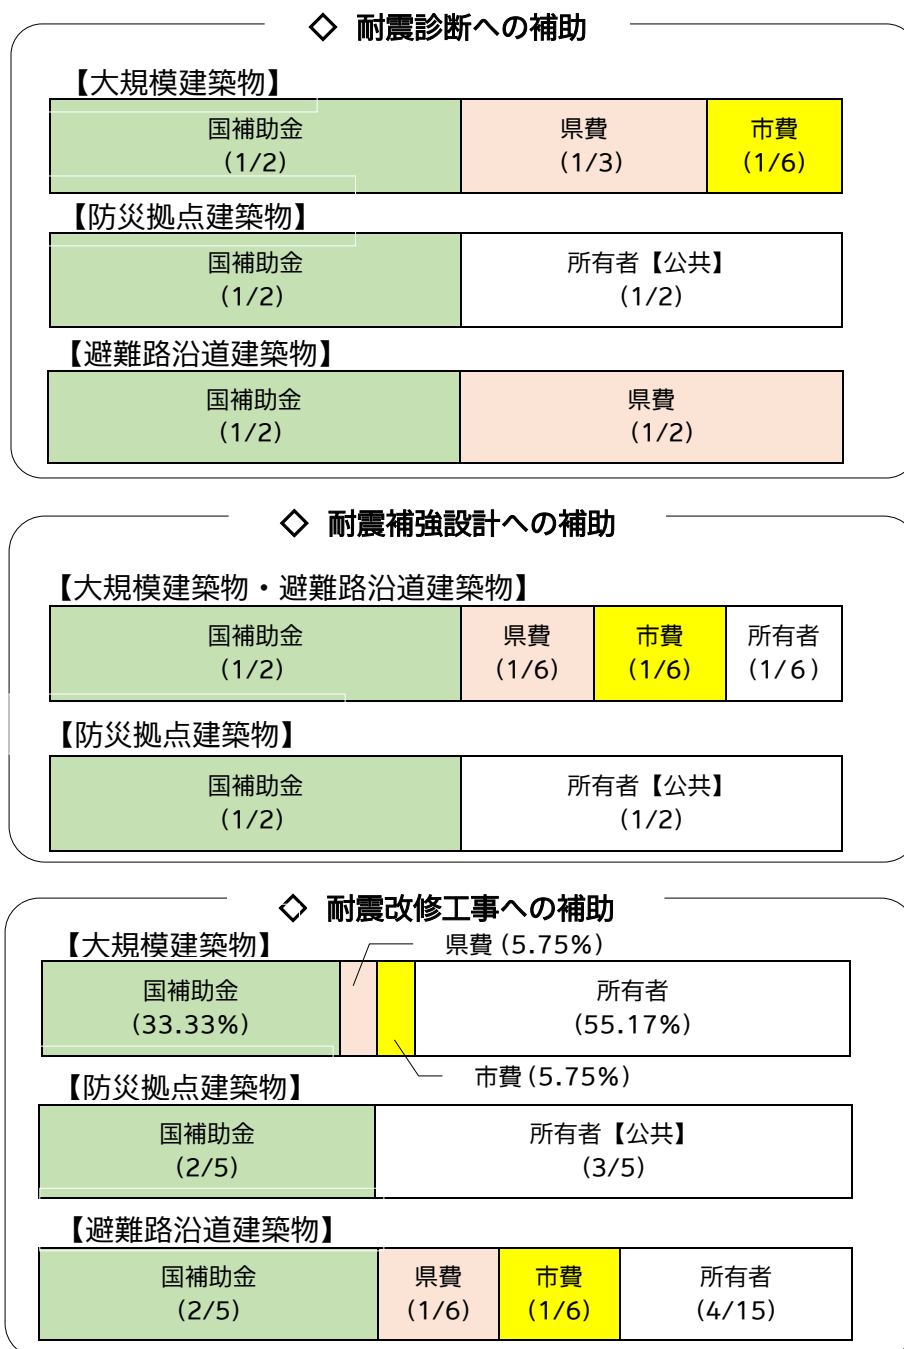 ◇ 耐震診断への補助
【大規模建築物】
国補助金 県費 市費
(1/2) (1/3) (1/6)
【防災拠点建築物】
国補助金 所有者【公共】
(1/2) (1/2)
【避難路沿道建築物】
国補助金 県費
(1/2) (1/2)
◇ 耐震補強設計への補助
【大規模建築物・避難路沿道建築物】
国補助金 県費 市費 所有者
(1/2) (1/6) (1/6) (1/6)
【防災拠点建築物】
国補助金 所有者【公共】
(1/2) (1/2)
◇ 耐震改修工事への補助
【大規模建築物】 県費(5.75%)
国補助金 所有者
(33.33%) (55.17%)
市費(5.75%)
【防災拠点建築物】
国補助金 所有者【公共】
(2/5) (3/5)
【避難路沿道建築物】
国補助金 県費 市費 所有者
(2/5) (1/6) (1/6) (4/15)